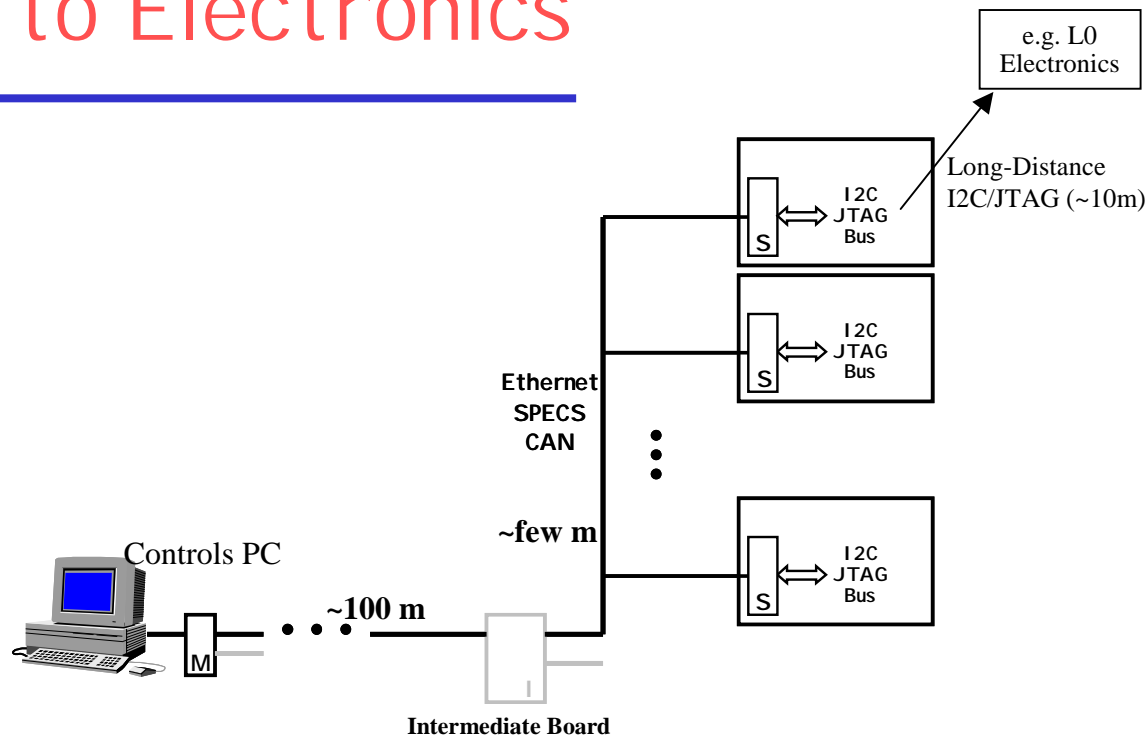 to Electronics
e.g. L0
Electronics
Long-Distance
I2C/JTAG (~10m)
I2C
JTAG
Bus
S
I2C
JTAG
Bus
S
Ethernet
SPECS
CAN
~few m
I2C
JTAG
Bus
S
Controls PC
~100 m
M
I
Intermediate Board